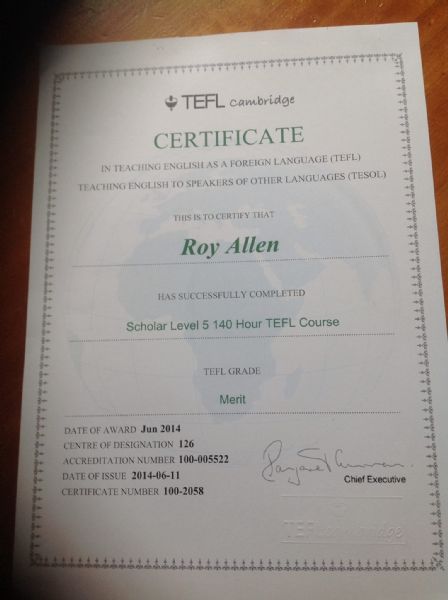 TEFL cambridge
CERTIFICATE
IN TEACHING ENGLISH AS A FOREIGN LANGUAGE (TEFL)
TEACHING ENGLISH TO SPEAKERS OF OTHER LANGUAGES (TESOL)
THIS IS TO CERTIFY THAT
Roy Allen
HAS SUCCESSFULLY COMPLETED
Scholar Level 5 140 Hour TEFL Course
TEFL GRADE
Merit
DATE OF AWARD Jun 2014
CENTRE OF DESIGNATION 126
ACCREDITATION NUMBER 100-005522
DATE OF ISSUE 2014-06-11
CERTIFICATE NUMBER 100-2058
Chief Executive
TEFL cambridge